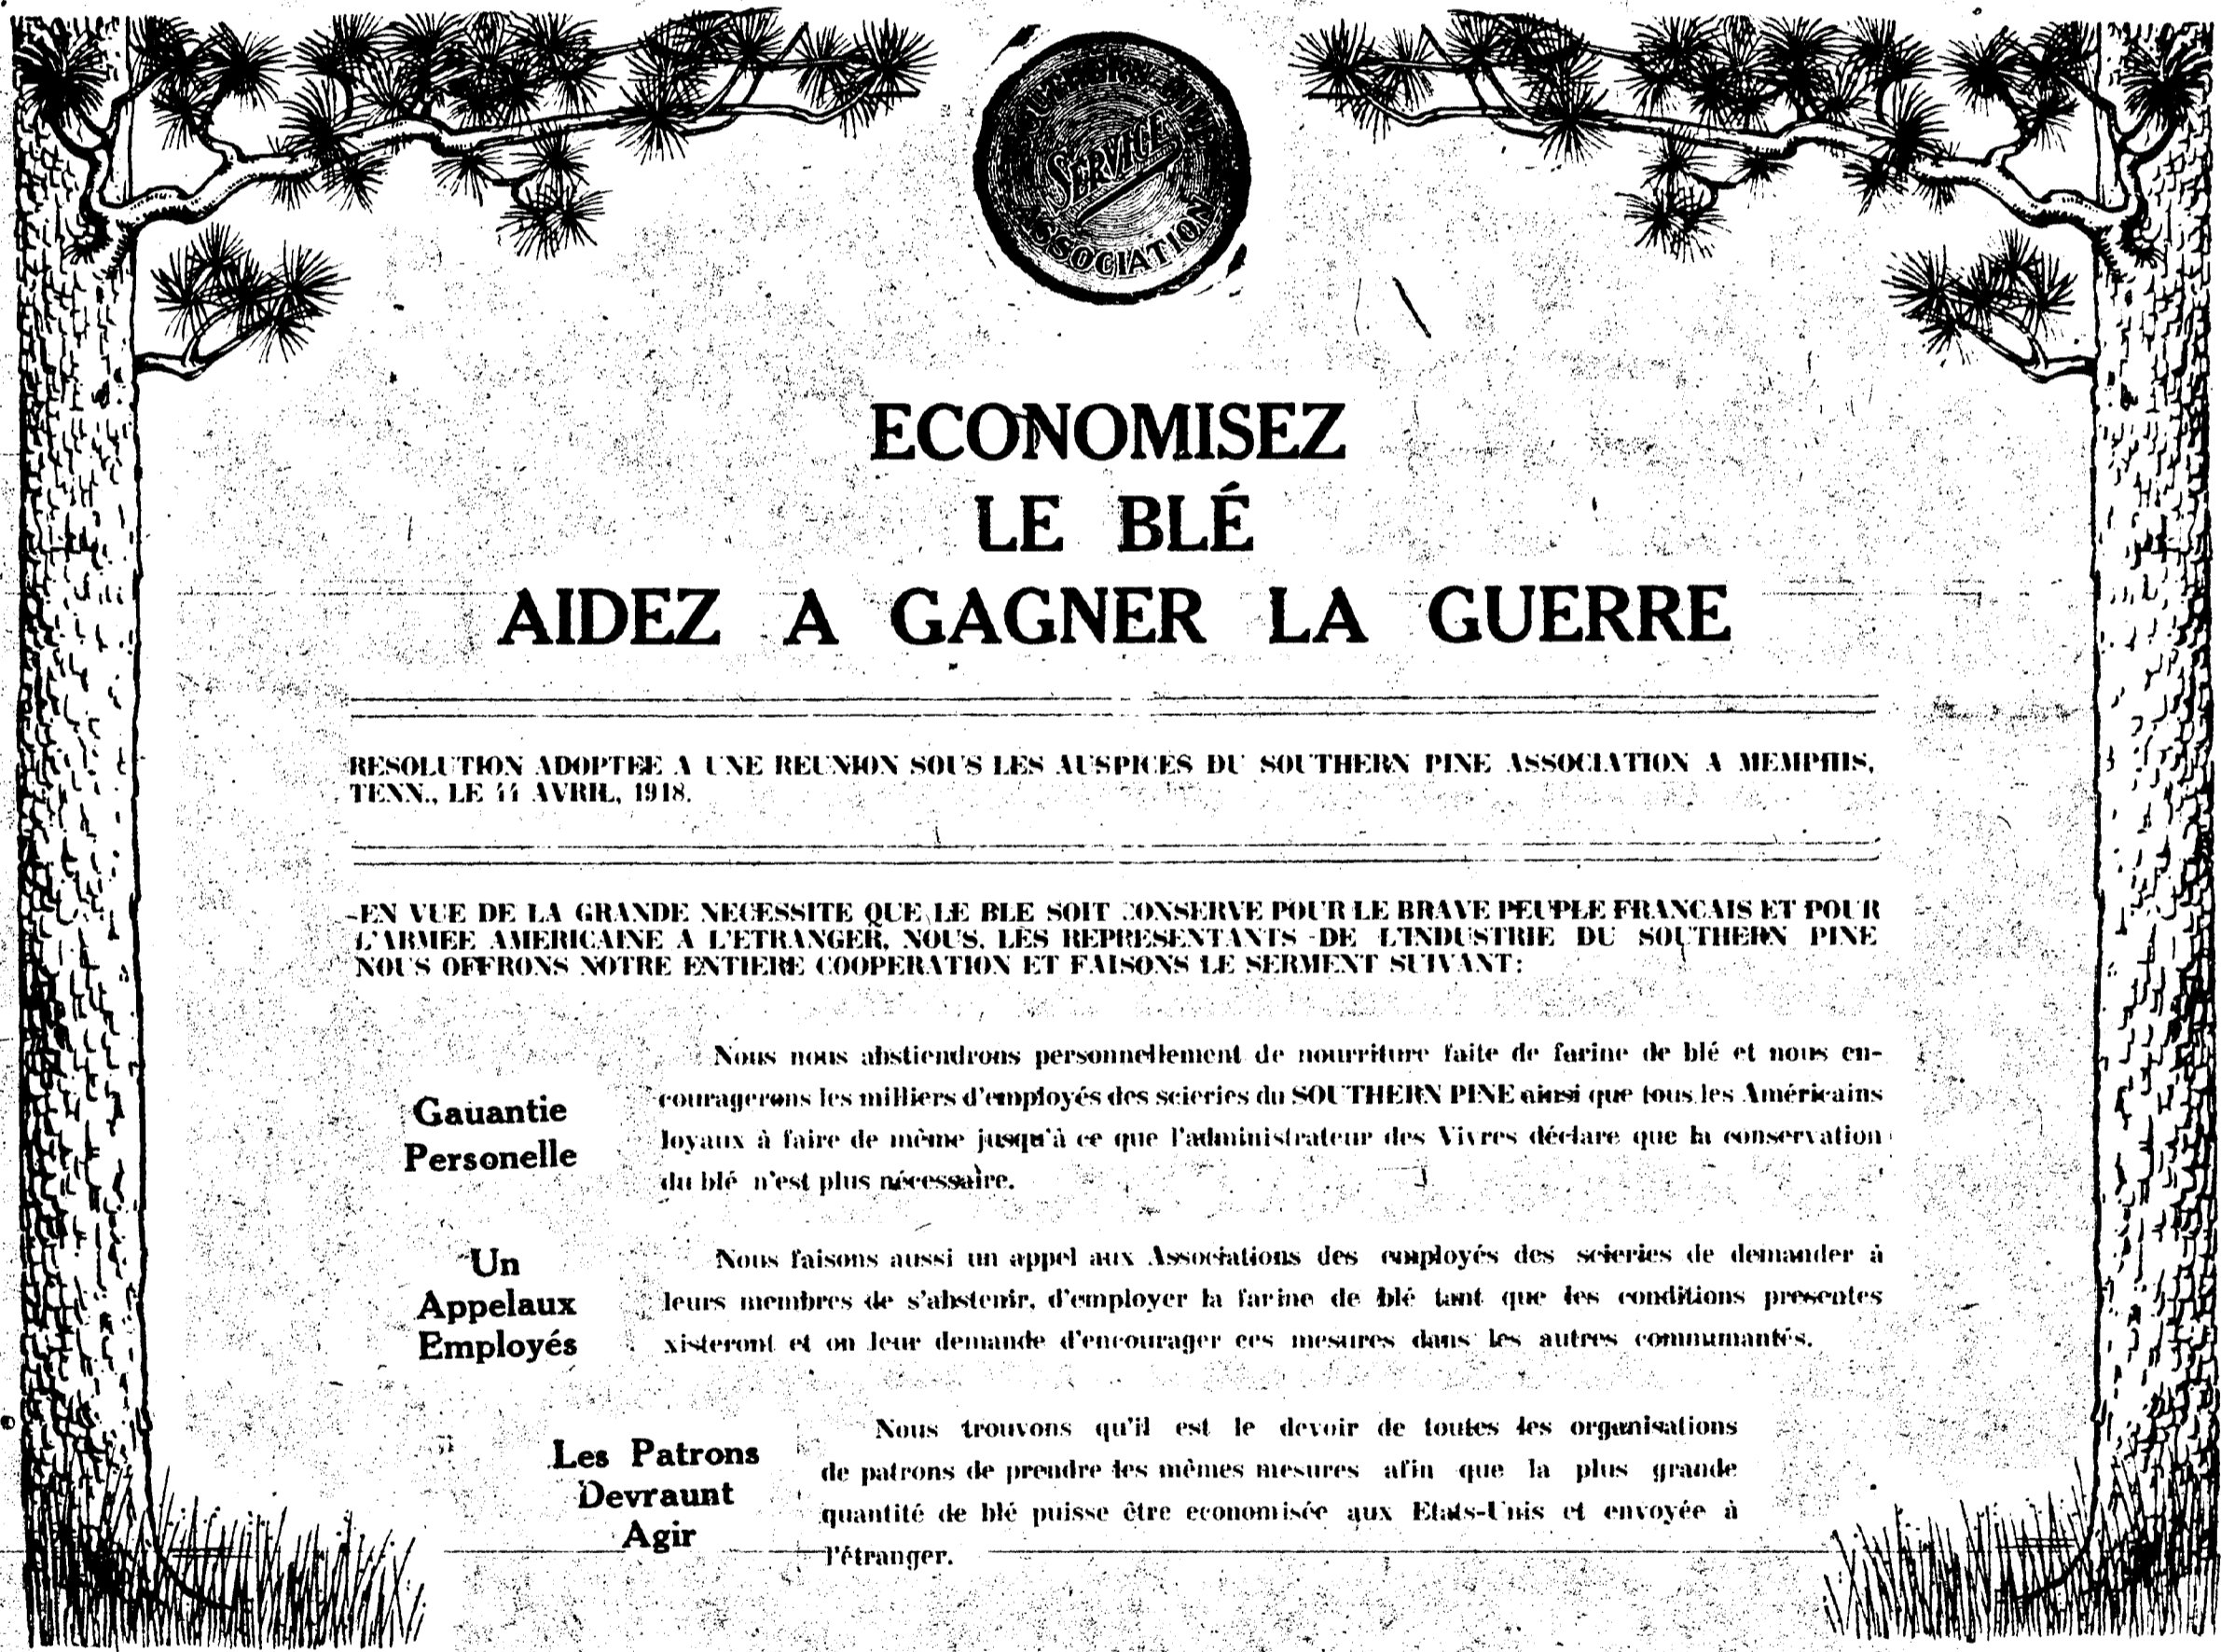 SOUTHERN PINE
SERVICE
ASSOCIATION
ECONOMISEZ
LE BLÉ
AIDEZ A GAGNER LA GUERRE
RESOLUTION ADOPTEE A UNE REUNION SOUS LES AUSPICES DU SOUTHERN PINE ASSOCIATION A MEMPHIS,
TENN., LE 11 AVRIL, 1918.
EN VUE DE LA GRANDE NECESSITE QUE LE BLE SOIT CONSERVE POUR LE BRAVE PEUPLE FRANCAIS ET POUR
L'ARMEE AMERICAINE A L'ETRANGER, NOUS, LES REPRESENTANTS DE L'INDUSTRIE DU SOUTHERN PINE
NOUS OFFRONS NOTRE ENTIERE COOPERATION ET FAISONS LE SERMENT SUIVANT:
Gauantie
Personelle
Nous nous abstiendrons personnellement de nourriture faite de farine de blé et nous en-
couragerons les milliers d'employés des scieries du SOUTHERN PINE ainsi que tous les Américains
loyaux à faire de même jusqu'à ce que l'administrateur des Vivres déclare que la conservation
du blé n'est plus nécessaire.
Un
Appelaux
Employés
Nous faisons aussi un appel aux Associations des employés des scieries de demander à
leurs membres de s'abstenir, d'employer la farine de blé tant que les conditions presentes
xisteront et on leur demande d'encourager ces mesures dans les autres communantés.
Les Patrons
Devraunt
Agir
Nous trouvons qu'il est le devoir de toutes les organisations
de patrons de prendre les mêmes mesures afin que la plus grande
quantité de blé puisse être economisée aux Etats-Unis et envoyée à
l'étranger.